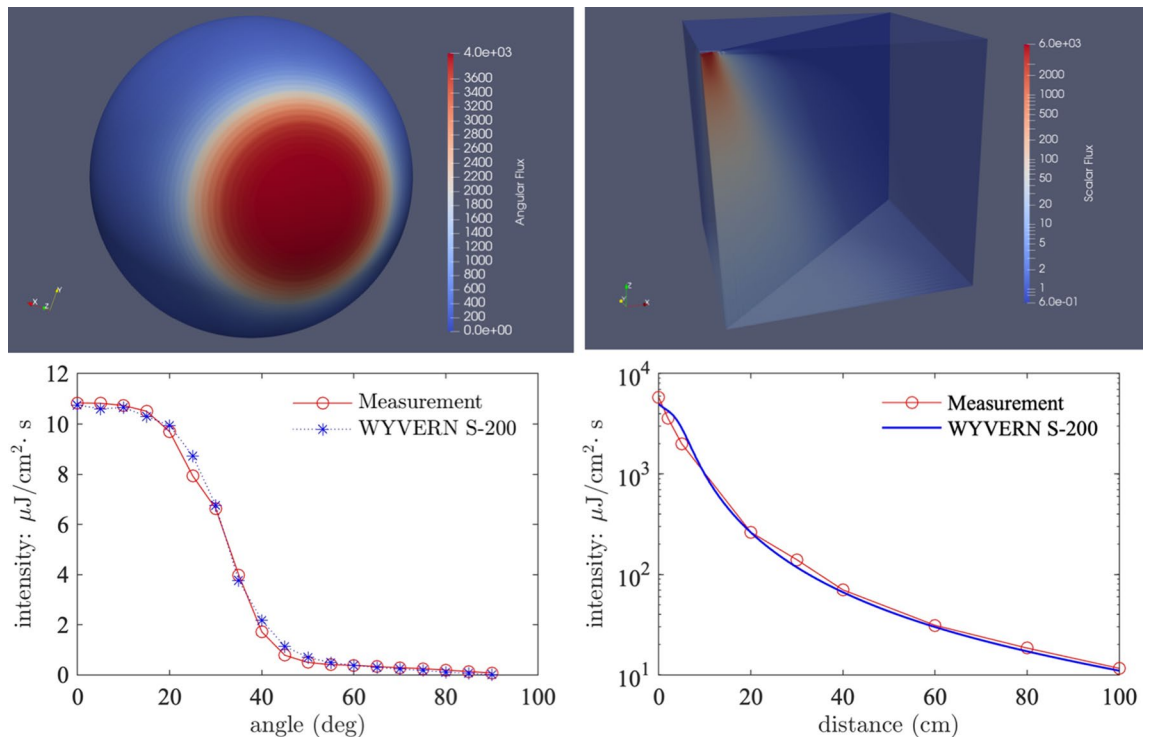 4.0e+03
3600
3400
3200
3000
2800
2600
2400
2200
2000
1800
1600
1400
1200
1000
800
600
400
200
0.0e+00
Angular Flux
X
Z
Y
6.0e+03
2000
1000
500
200
100
50
20
10
5
2
1
6.0e-01
Scalar Flux
Z
Y
X
12
10
8
6
4
2
0
0 20 40 60 80 100
intensity: μJ/cm²· s
angle (deg)
Measurement
WYVERN S-200
10⁴
10³
10²
10¹
0 20 40 60 80 100
intensity: μJ/cm²· s
distance (cm)
Measurement
WYVERN S-200